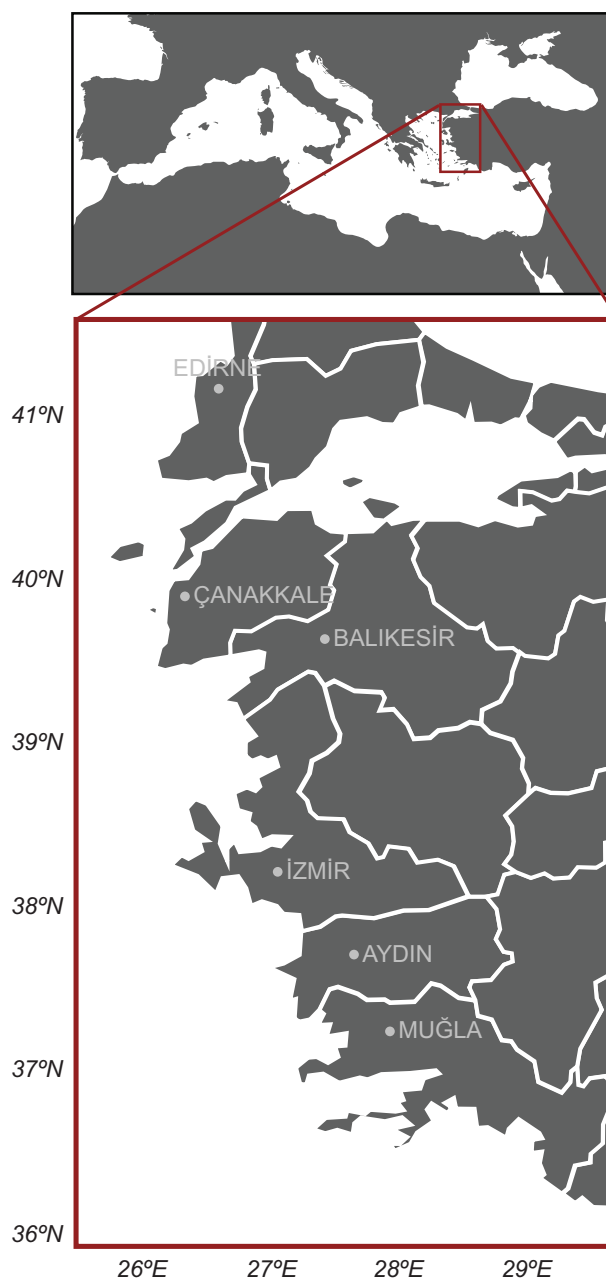 EDİRNE
41ºN
40ºN
ÇANAKKALE
BALIKESİR
39ºN
İZMİR
38ºN
AYDIN
MUĞLA
37ºN
36ºN
26ºE 27ºE 28ºE 29ºE